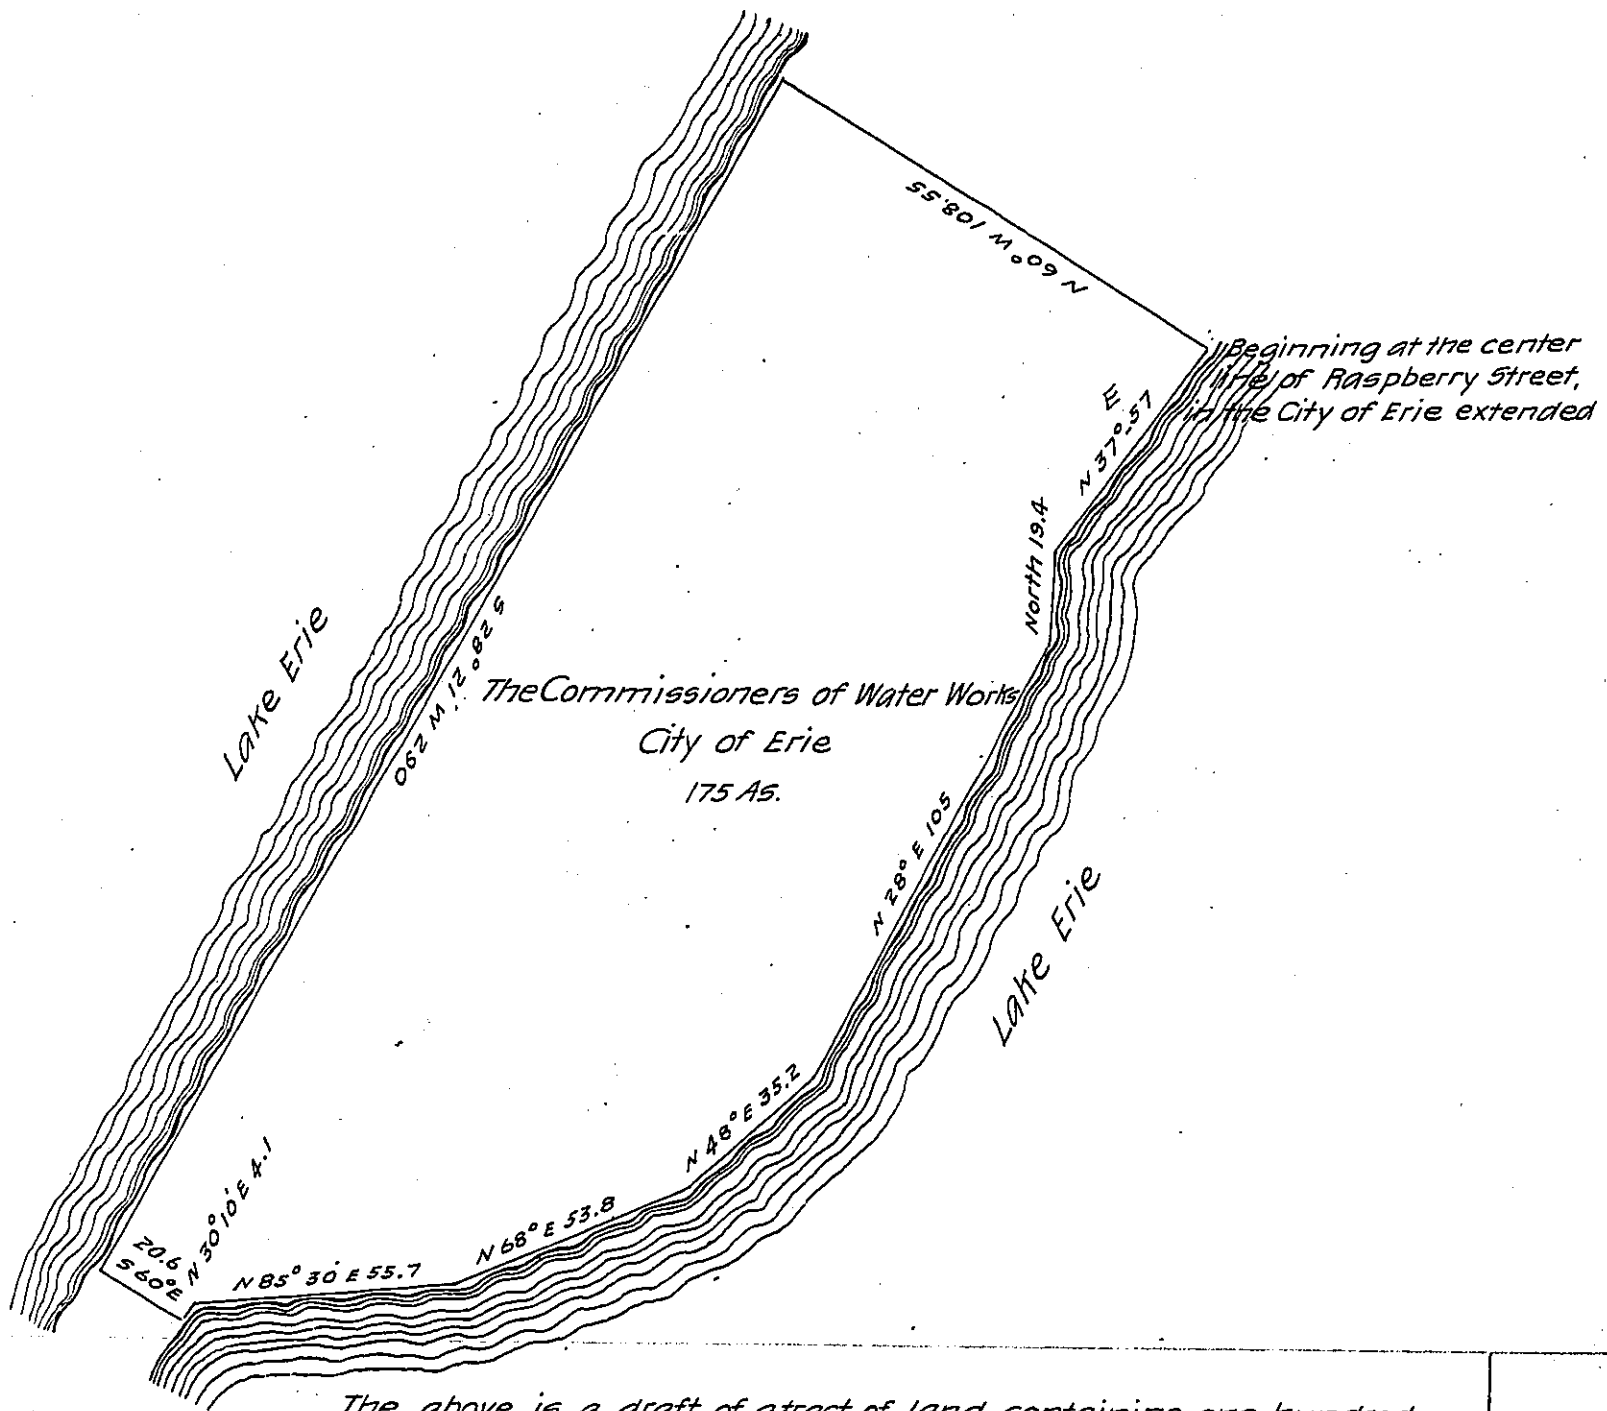 N 60° W 108.55
Beginning at the center
line of Raspberry Street,
in the City of Erie extended
E
N 37°.57
North 19.4
Lake Erie
S 28° 21' W 290
The Commissioners of Water Works
City of Erie
175 As.
N 28° E 105
Lake Erie
N 48° E 35.2
N 68° E 53.8
N 85° 30' E 55.7
N 30° 10' E 4.1
20.6
S 60° E
The above is a draft of a tract of land containing one hundred